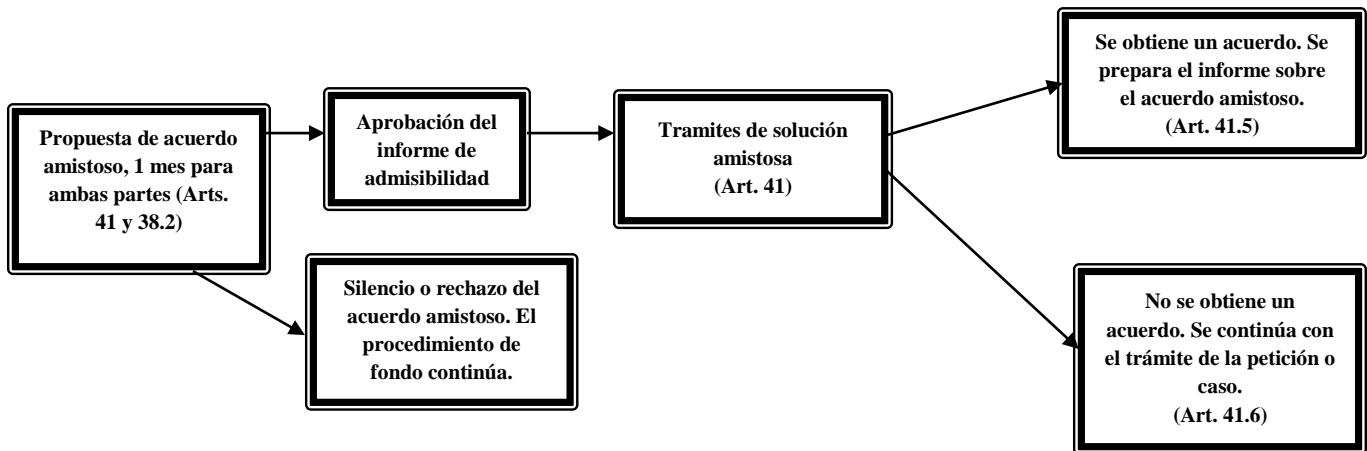 Propuesta de acuerdo
amistoso, 1 mes para
ambas partes (Arts.
41 y 38.2)
Aprobación del
informe de
admisibilidad
Silencio o rechazo del
acuerdo amistoso. El
procedimiento de
fondo continúa.
Tramites de solución
amistosa
(Art. 41)
Se obtiene un acuerdo. Se
prepara el informe sobre
el acuerdo amistoso.
(Art. 41.5)
No se obtiene un
acuerdo. Se continúa con
el trámite de la petición o
caso.
(Art. 41.6)